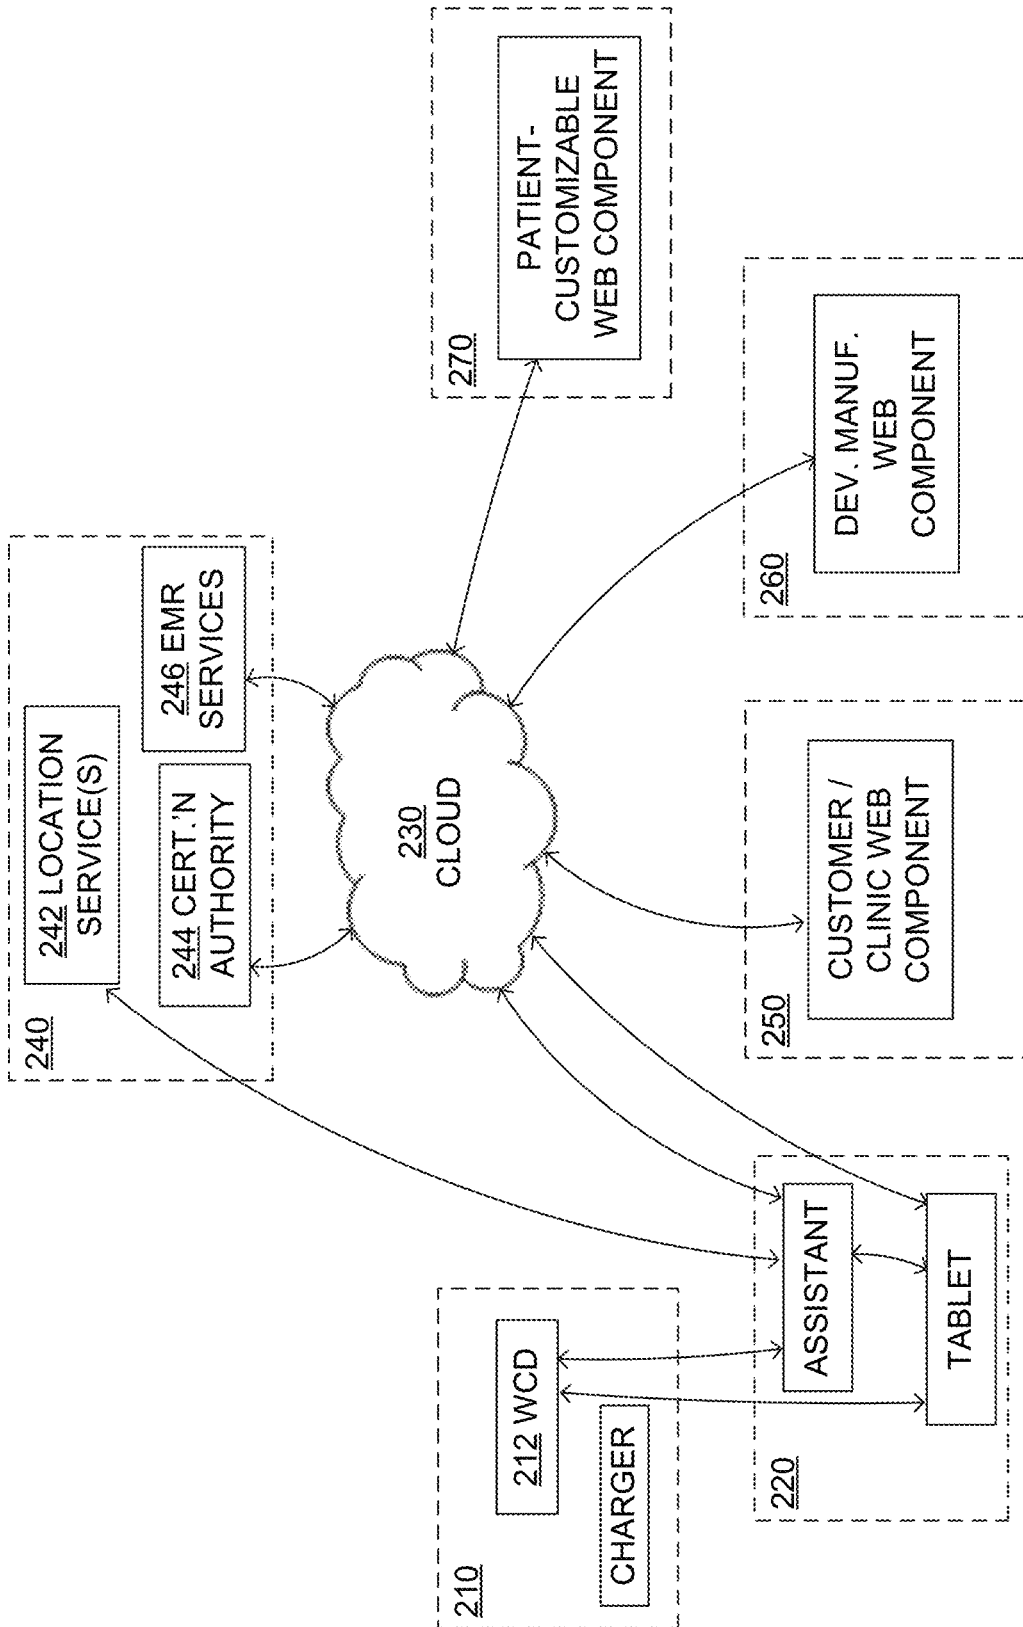 240
242 LOCATION
SERVICE(S)
244 CERT.'N
AUTHORITY
246 EMR
SERVICES
210
212 WCD
CHARGER
230
CLOUD
270
PATIENT-
CUSTOMIZABLE
WEB COMPONENT
220
ASSISTANT
TABLET
250
CUSTOMER /
CLINIC WEB
COMPONENT
260
DEV. MANUF.
WEB
COMPONENT